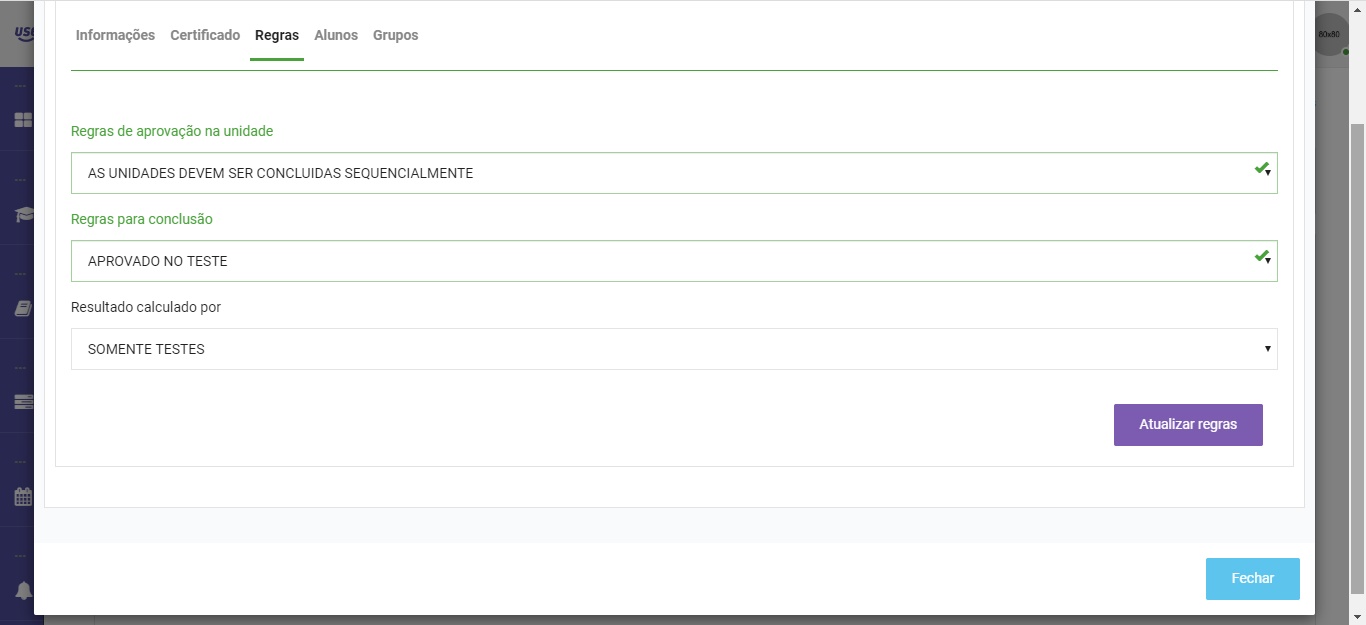 Informações Certificado Regras Alunos Grupos
80x80
Regras de aprovação na unidade
AS UNIDADES DEVEM SER CONCLUIDAS SEQUENCIALMENTE
Regras para conclusão
APROVADO NO TESTE
Resultado calculado por
SOMENTE TESTES
Atualizar regras
Fechar